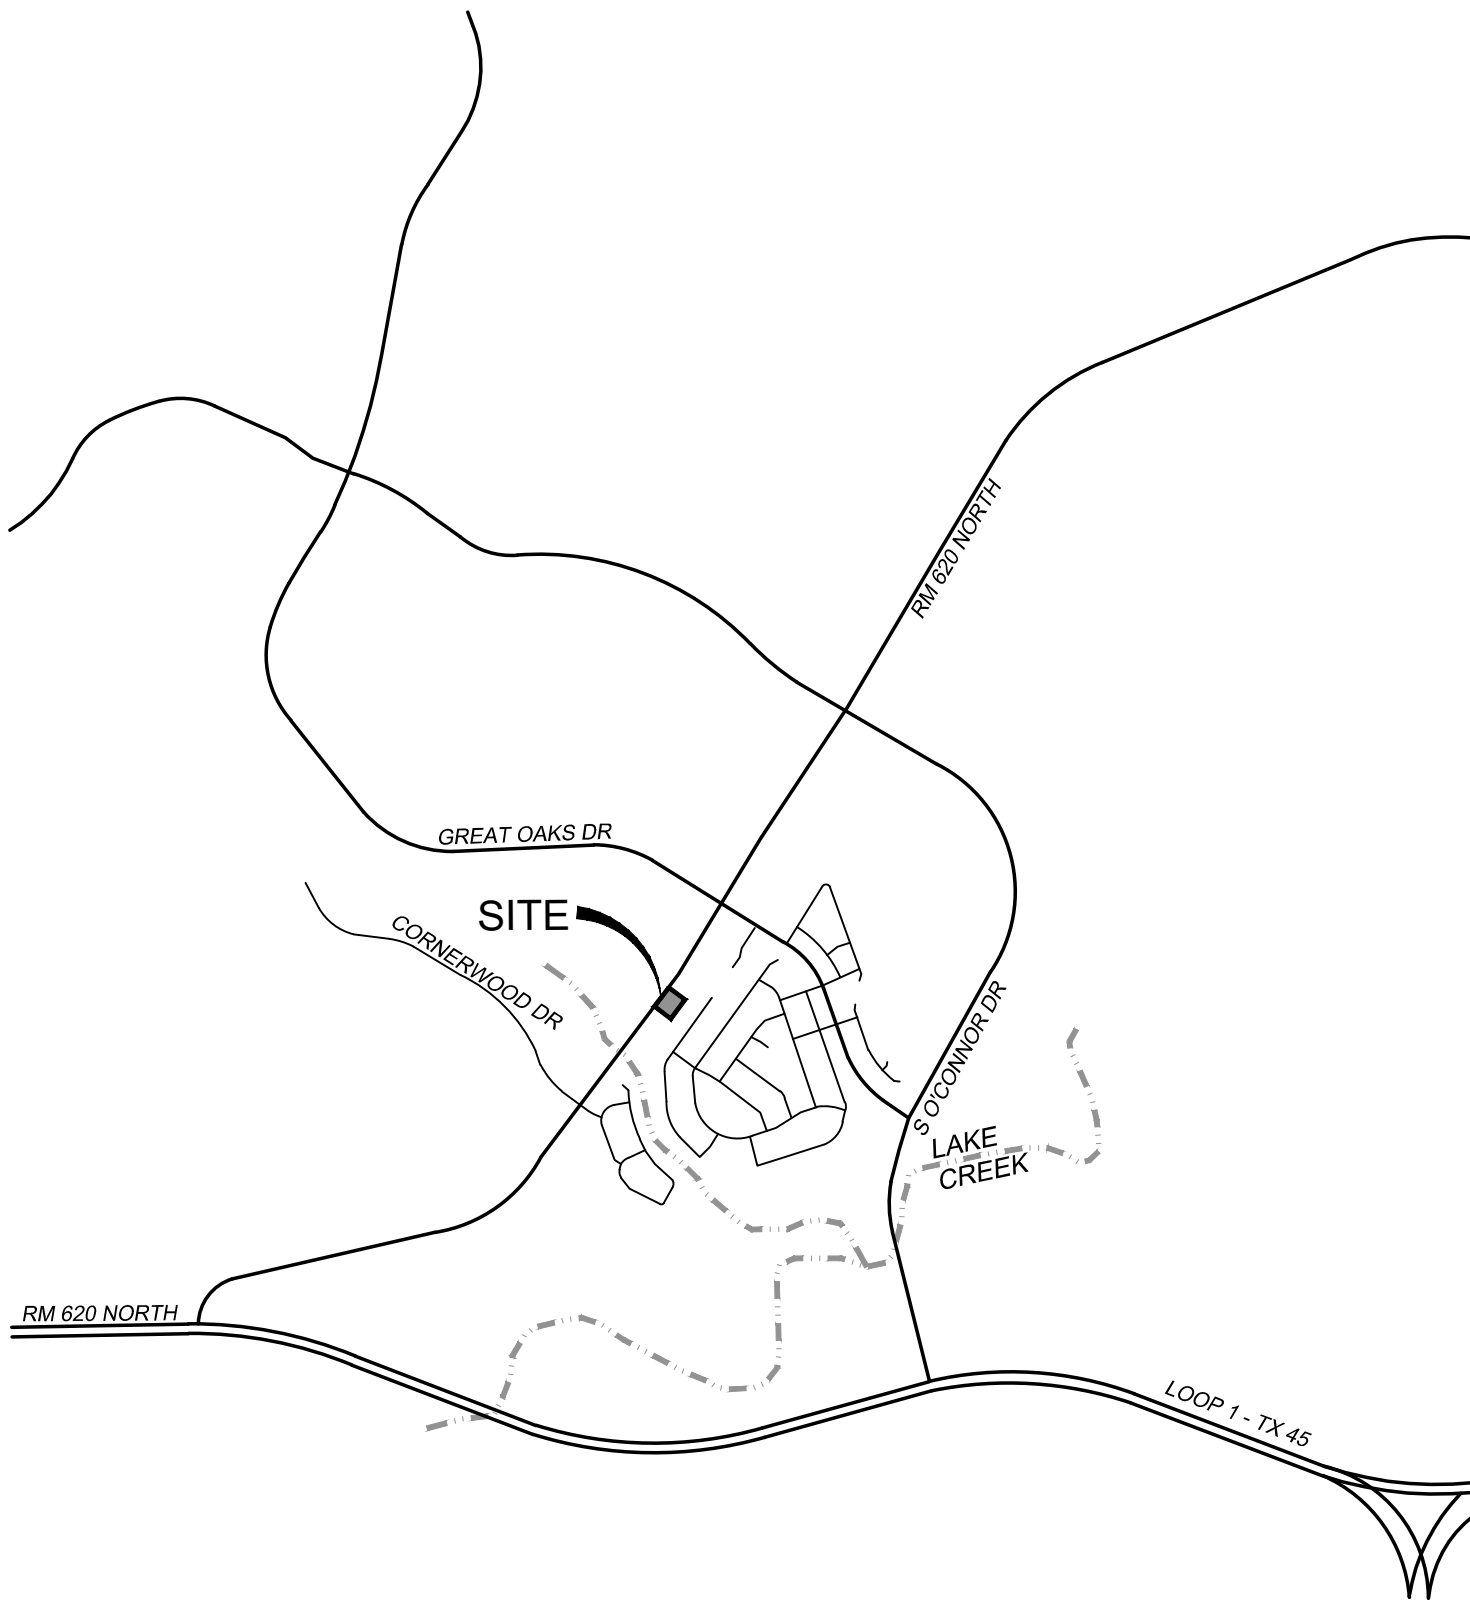 RM 620 NORTH
GREAT OAKS DR
SITE
CORNERWOOD DR
S O'CONNOR DR
LAKE
CREEK
RM 620 NORTH
LOOP 1 - TX 45